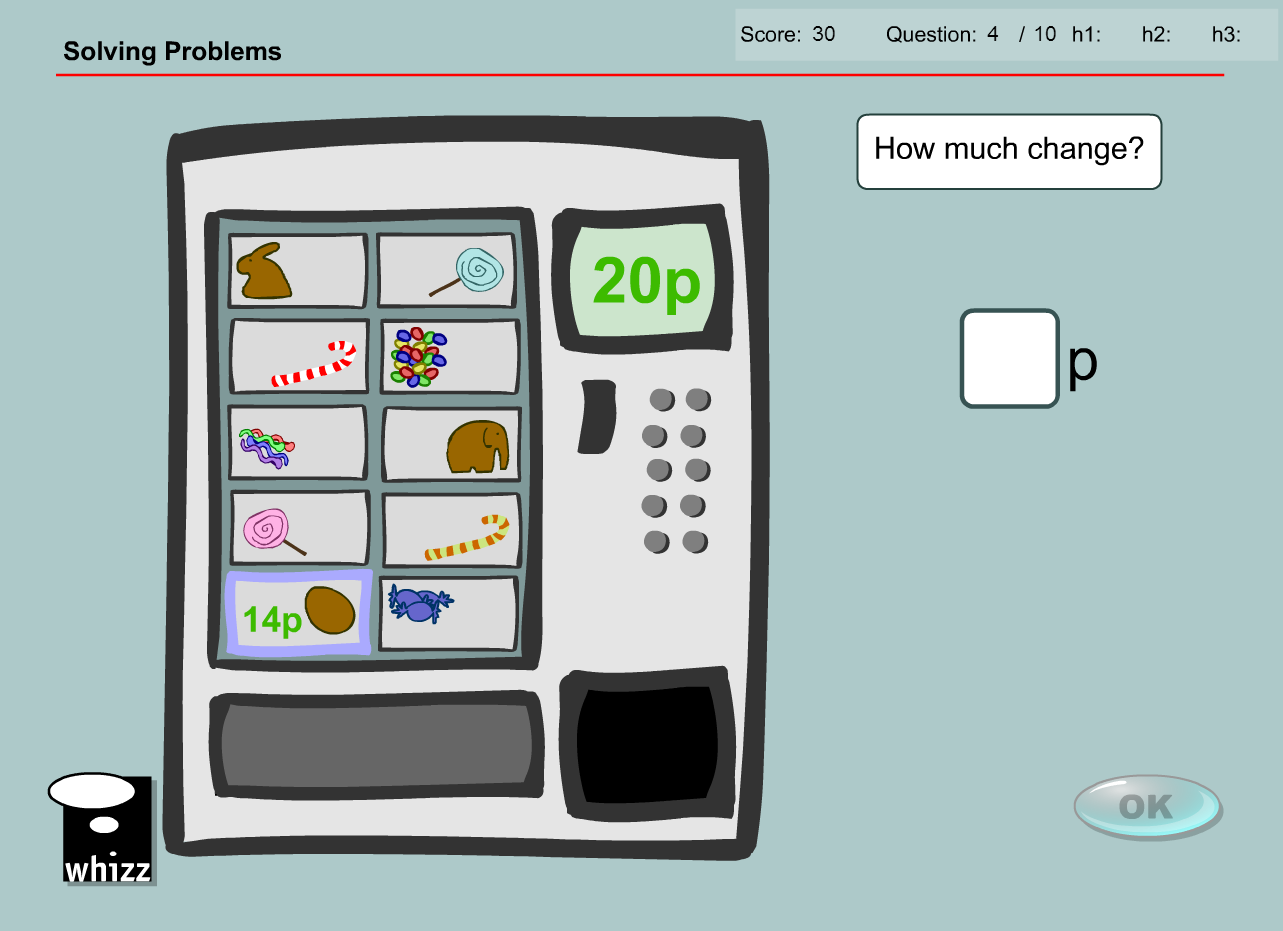 Solving Problems
Score: 30 Question: 4 / 10 h1: h2: h3:
How much change?
20p
p
14p
OK
whizz